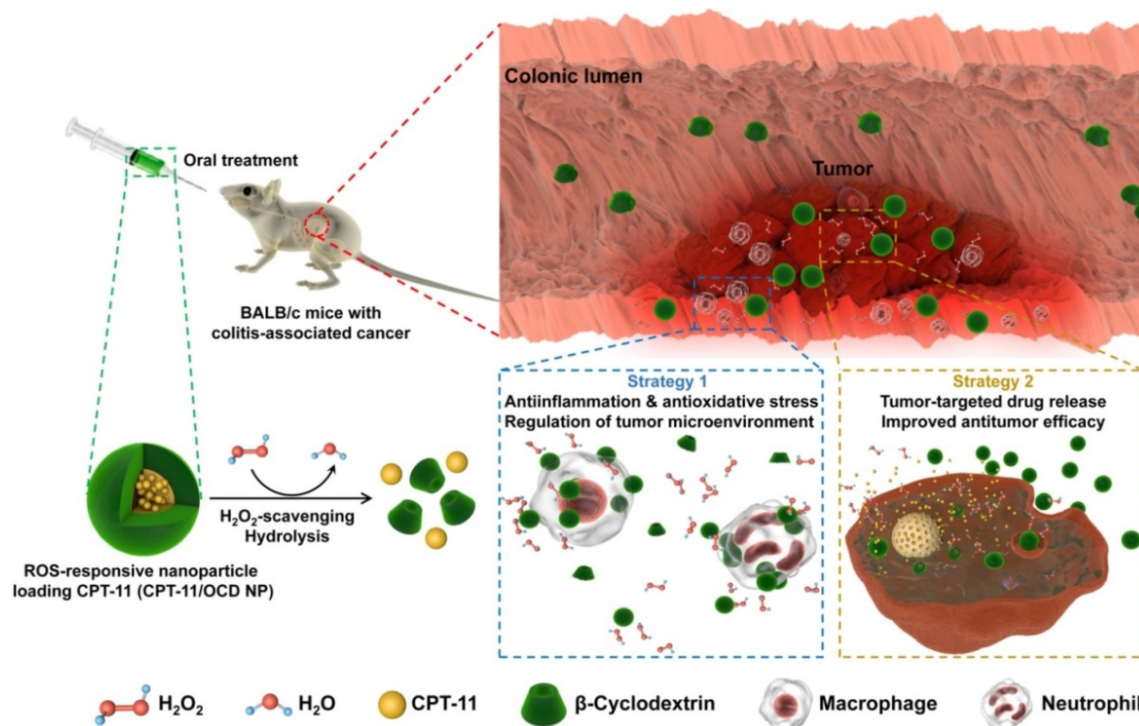 Colonic lumen
Oral treatment
Tumor
BALB/c mice with
colitis-associated cancer
Strategy 1
Antiinflammation & antioxidative stress
Regulation of tumor microenvironment
Strategy 2
Tumor-targeted drug release
Improved antitumor efficacy
H₂O₂-scavenging
Hydrolysis
ROS-responsive nanoparticle
loading CPT-11 (CPT-11/OCD NP)
H₂O₂
H₂O
CPT-11
β-Cyclodextrin
Macrophage
Neutrophil